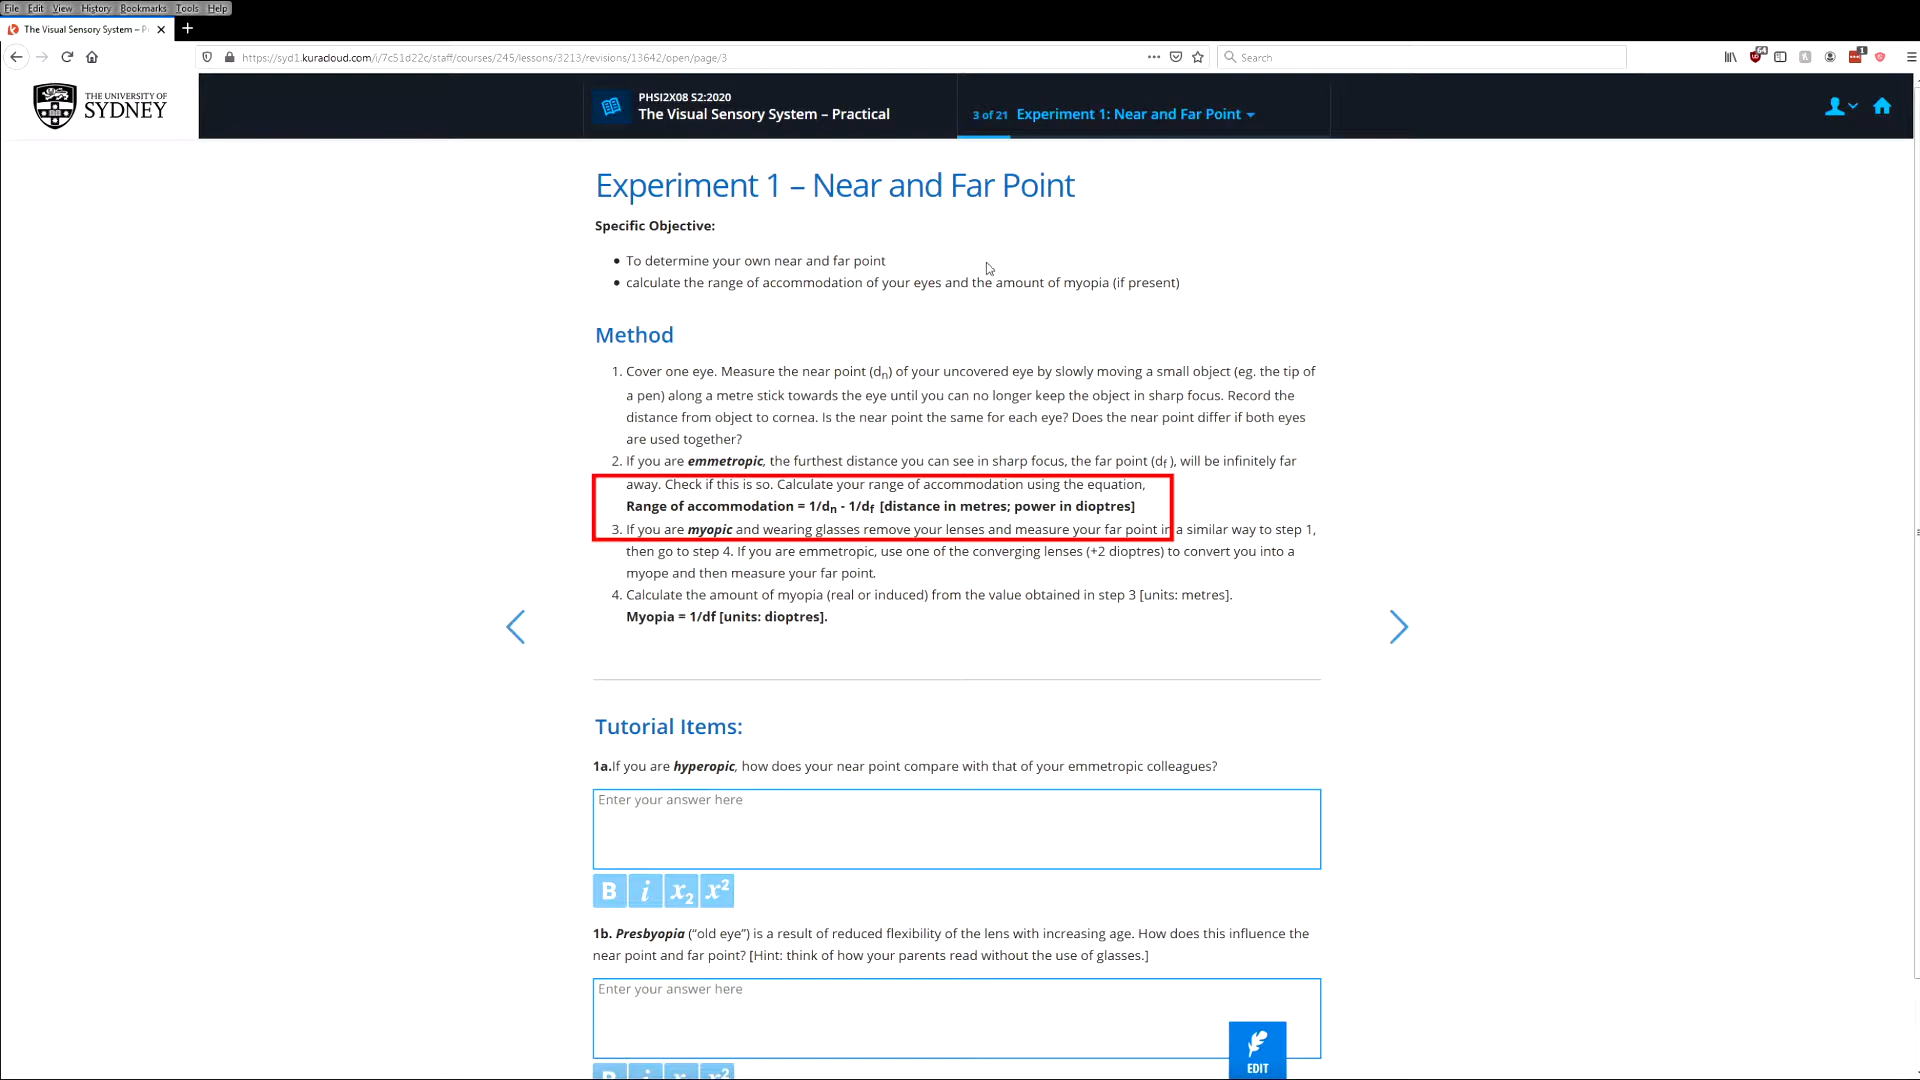 File Edit View History Bookmarks Tools Help
The Visual Sensory System – P
https://syd1.kuracloud.com/i/7c51d22c/staff/courses/245/lessons/3213/revisions/13642/open/page/3
Search
64
1
THE UNIVERSITY OF
SYDNEY
PHSI2X08 S2:2020
The Visual Sensory System – Practical
3 of 21 Experiment 1: Near and Far Point
Experiment 1 – Near and Far Point
Specific Objective:
• To determine your own near and far point
• calculate the range of accommodation of your eyes and the amount of myopia (if present)
Method
1. Cover one eye. Measure the near point (dn) of your uncovered eye by slowly moving a small object (eg. the tip of
a pen) along a metre stick towards the eye until you can no longer keep the object in sharp focus. Record the
distance from object to cornea. Is the near point the same for each eye? Does the near point differ if both eyes
are used together?
2. If you are emmetropic, the furthest distance you can see in sharp focus, the far point (df ), will be infinitely far
away. Check if this is so. Calculate your range of accommodation using the equation,
Range of accommodation = 1/dn - 1/df [distance in metres; power in dioptres]
3. If you are myopic and wearing glasses remove your lenses and measure your far point in a similar way to step 1,
then go to step 4. If you are emmetropic, use one of the converging lenses (+2 dioptres) to convert you into a
myope and then measure your far point.
4. Calculate the amount of myopia (real or induced) from the value obtained in step 3 [units: metres].
Myopia = 1/df [units: dioptres].
Tutorial Items:
1a.If you are hyperopic, how does your near point compare with that of your emmetropic colleagues?
Enter your answer here
B i x2 x2
1b. Presbyopia (“old eye”) is a result of reduced flexibility of the lens with increasing age. How does this influence the
near point and far point? [Hint: think of how your parents read without the use of glasses.]
Enter your answer here
EDIT
B i x2 x2